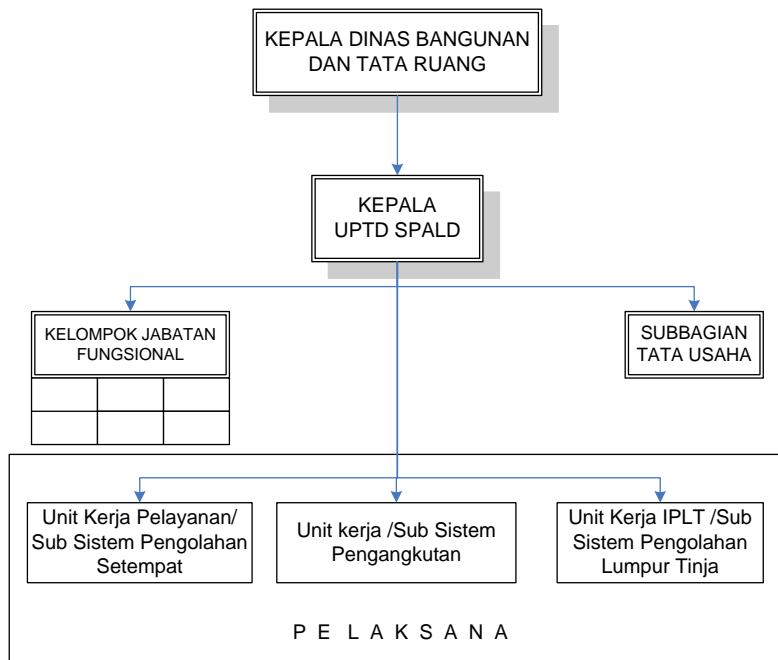 KEPALA DINAS BANGUNAN
DAN TATA RUANG
KEPALA
UPTD SPALD
KELOMPOK JABATAN
FUNGSIONAL
SUBBAGIAN
TATA USAHA
Unit Kerja Pelayanan/
Sub Sistem Pengolahan
Setempat
Unit kerja /Sub Sistem
Pengangkutan
Unit Kerja IPLT /Sub
Sistem Pengolahan
Lumpur Tinja
P E L A K S A N A